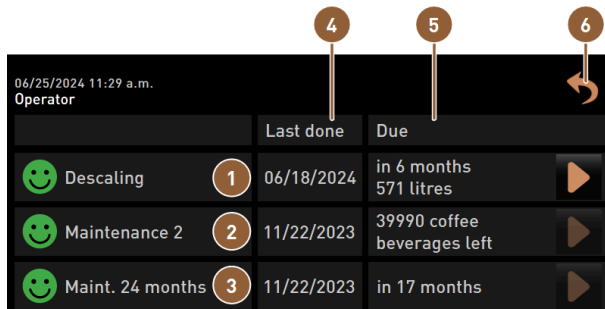 4 5 6
06/25/2024 11:29 a.m.
Operator
Last done Due
Descaling 1 06/18/2024 in 6 months
571 litres
Maintenance 2 2 11/22/2023 39990 coffee
beverages left
Maint. 24 months 3 11/22/2023 in 17 months